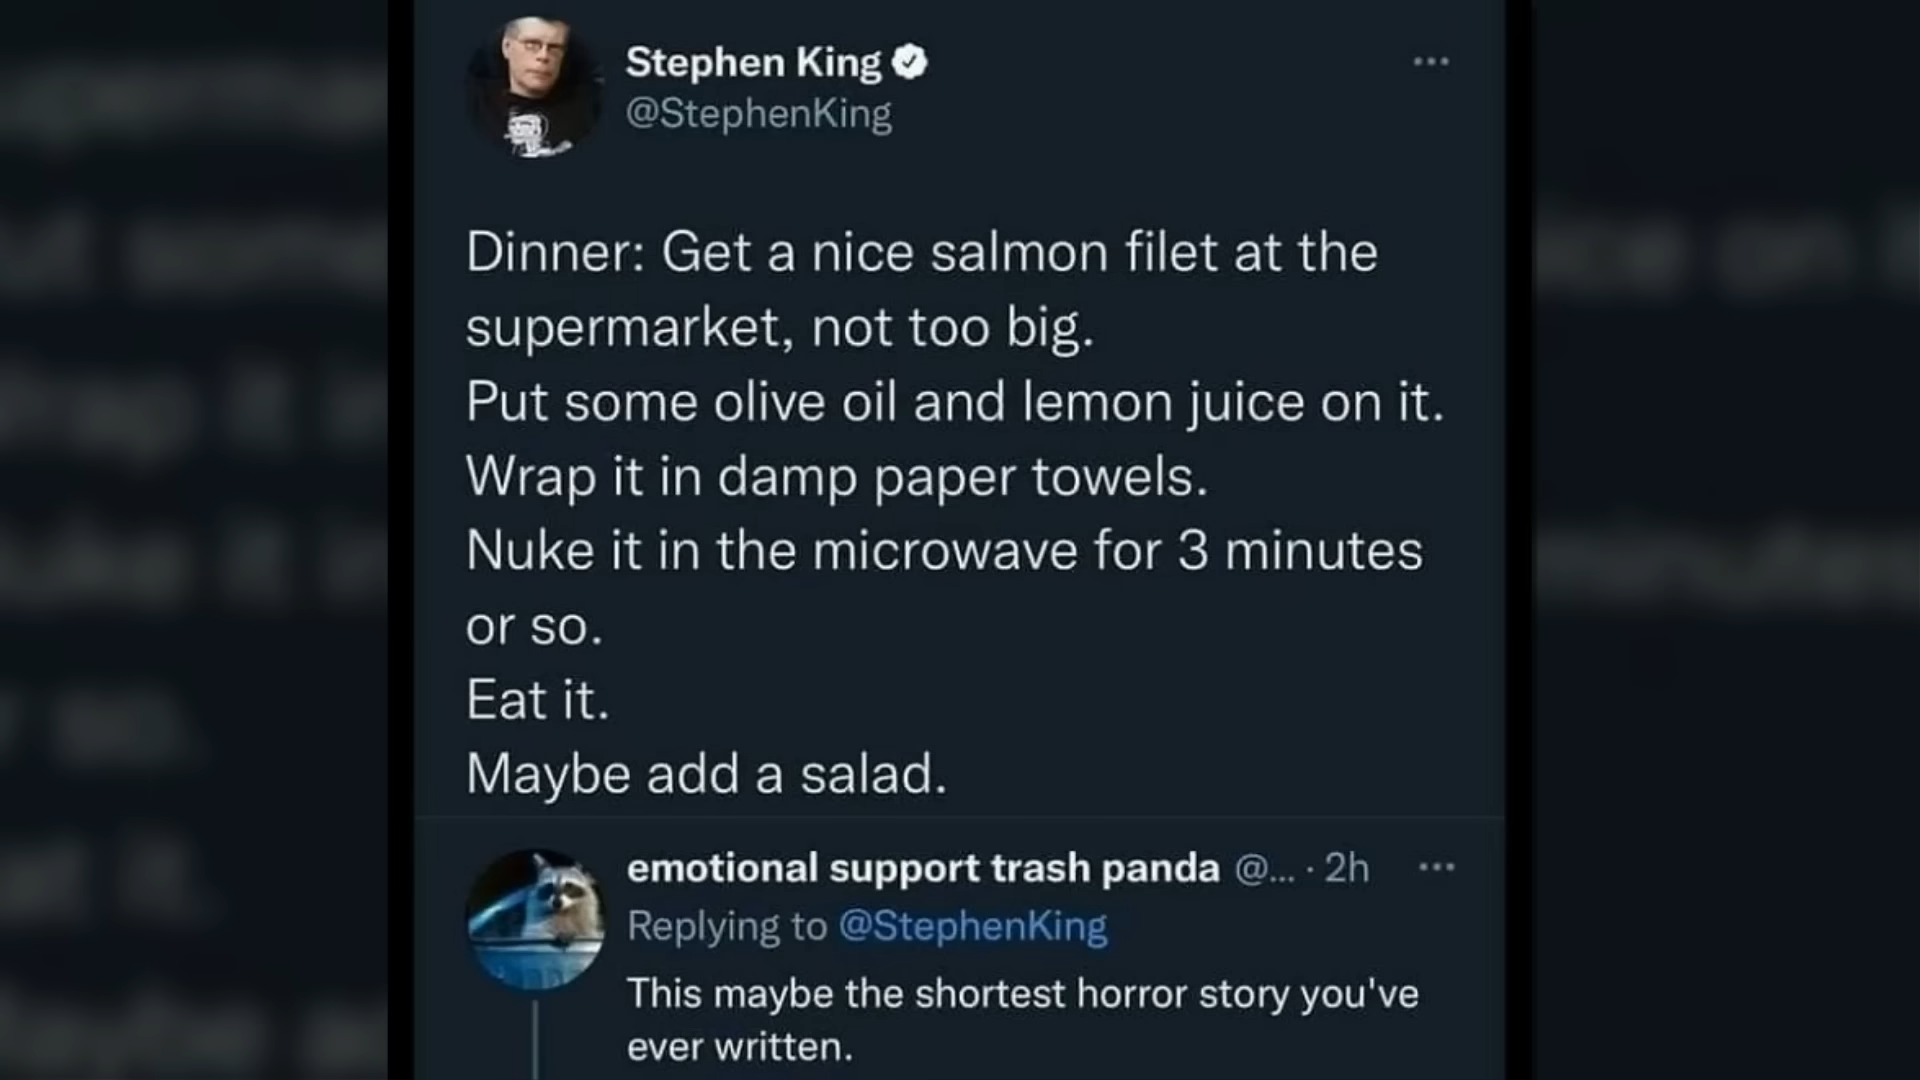 Stephen King
@StephenKing
Dinner: Get a nice salmon filet at the
supermarket, not too big.
Put some olive oil and lemon juice on it.
Wrap it in damp paper towels.
Nuke it in the microwave for 3 minutes
or so.
Eat it.
Maybe add a salad.
emotional support trash panda @... · 2h
Replying to @StephenKing
This maybe the shortest horror story you've
ever written.